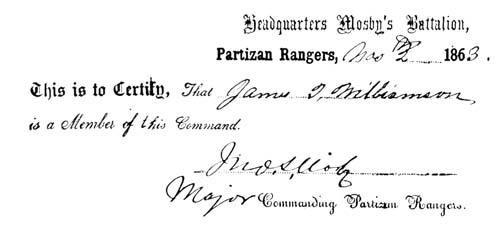 Headquarters Mosby's Battalion,
Partizan Rangers, Nov 1863.
This is to Certify, That James J. Williamson,
is a Member of this Command.
Jno. S. Mosby
Major Commanding Partizan Rangers.